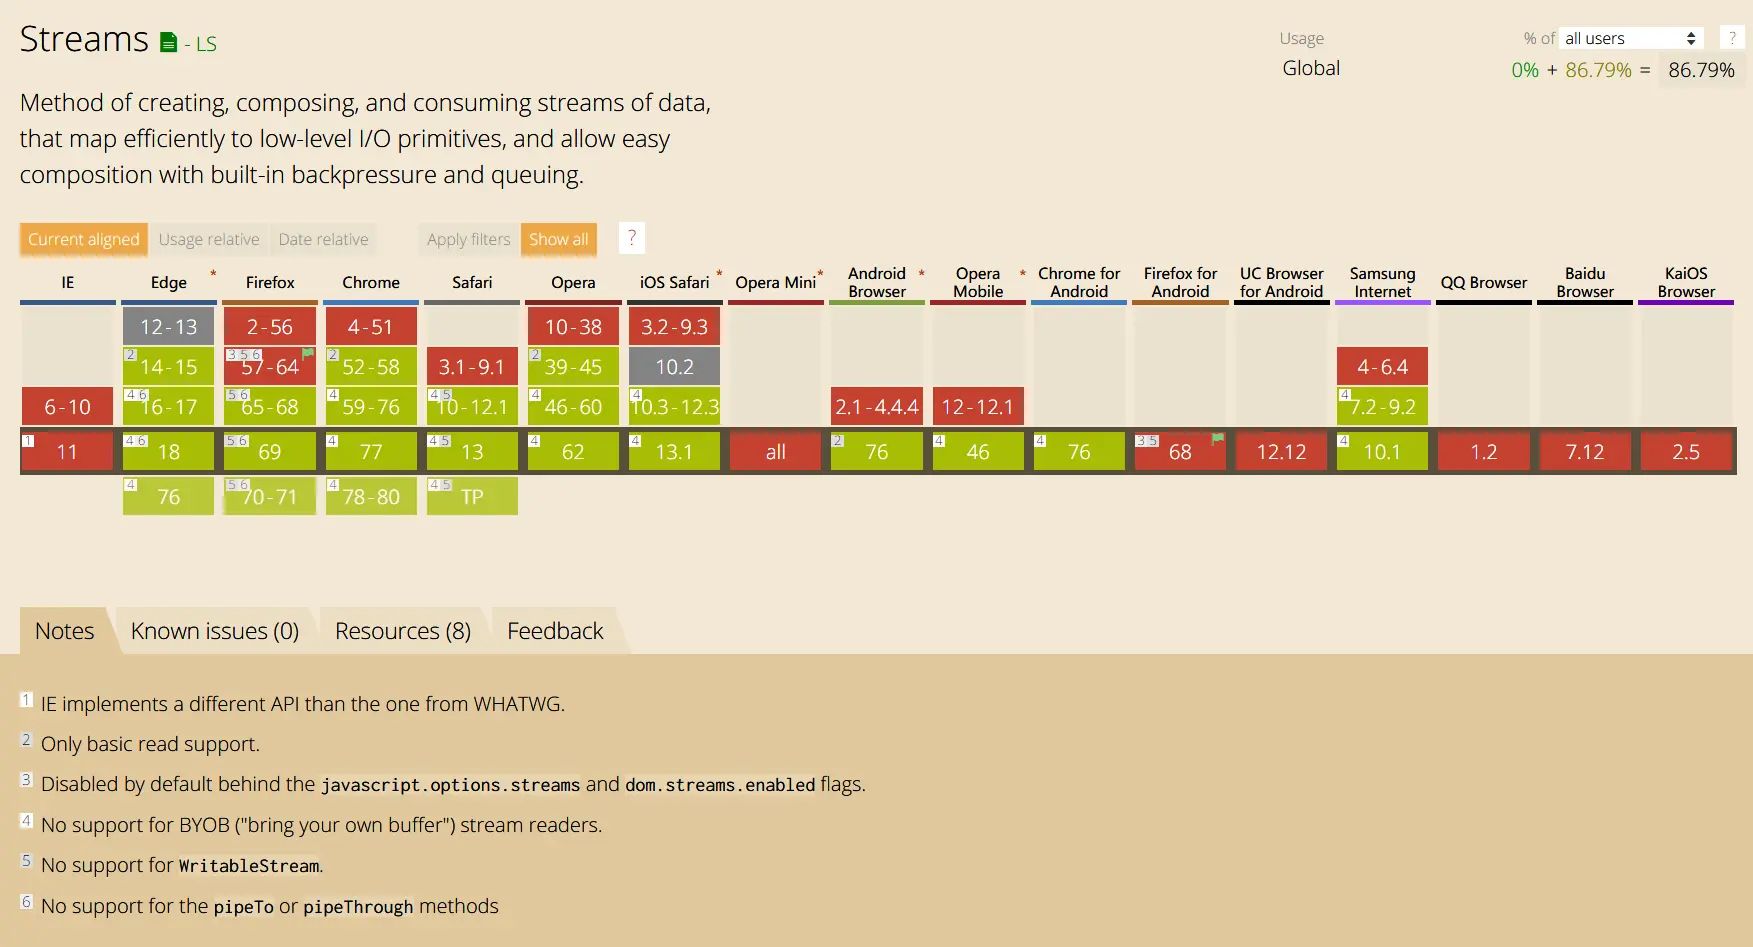 Streams - LS
Usage % of all users ?
Global 0% + 86.79% = 86.79%
Method of creating, composing, and consuming streams of data,
that map efficiently to low-level I/O primitives, and allow easy
composition with built-in backpressure and queuing.
Current aligned Usage relative Date relative Apply filters Show all ?
IE Edge * Firefox Chrome Safari Opera iOS Safari * Opera Mini * Android Browser * Opera Mobile * Chrome for Android Firefox for Android UC Browser for Android Samsung Internet QQ Browser Baidu Browser KaiOS Browser
12-13 2-56 4-51 10-38 3.2-9.3
2 14-15 3 5 6 57-64 2 52-58 3.1-9.1 2 39-45 10.2 4-6.4
6-10 4 6 16-17 5 6 65-68 4 59-76 4 5 10-12.1 4 46-60 4 10.3-12.3 2.1-4.4.4 12-12.1 4 7.2-9.2
1 11 4 6 18 5 6 69 4 77 4 5 13 4 62 4 13.1 all 2 76 4 46 4 76 3 5 68 12.12 4 10.1 1.2 7.12 2.5
4 76 5 6 70-71 4 78-80 4 5 TP
Notes Known issues (0) Resources (8) Feedback
1 IE implements a different API than the one from WHATWG.
2 Only basic read support.
3 Disabled by default behind the javascript.options.streams and dom.streams.enabled flags.
4 No support for BYOB ("bring your own buffer") stream readers.
5 No support for WritableStream.
6 No support for the pipeTo or pipeThrough methods